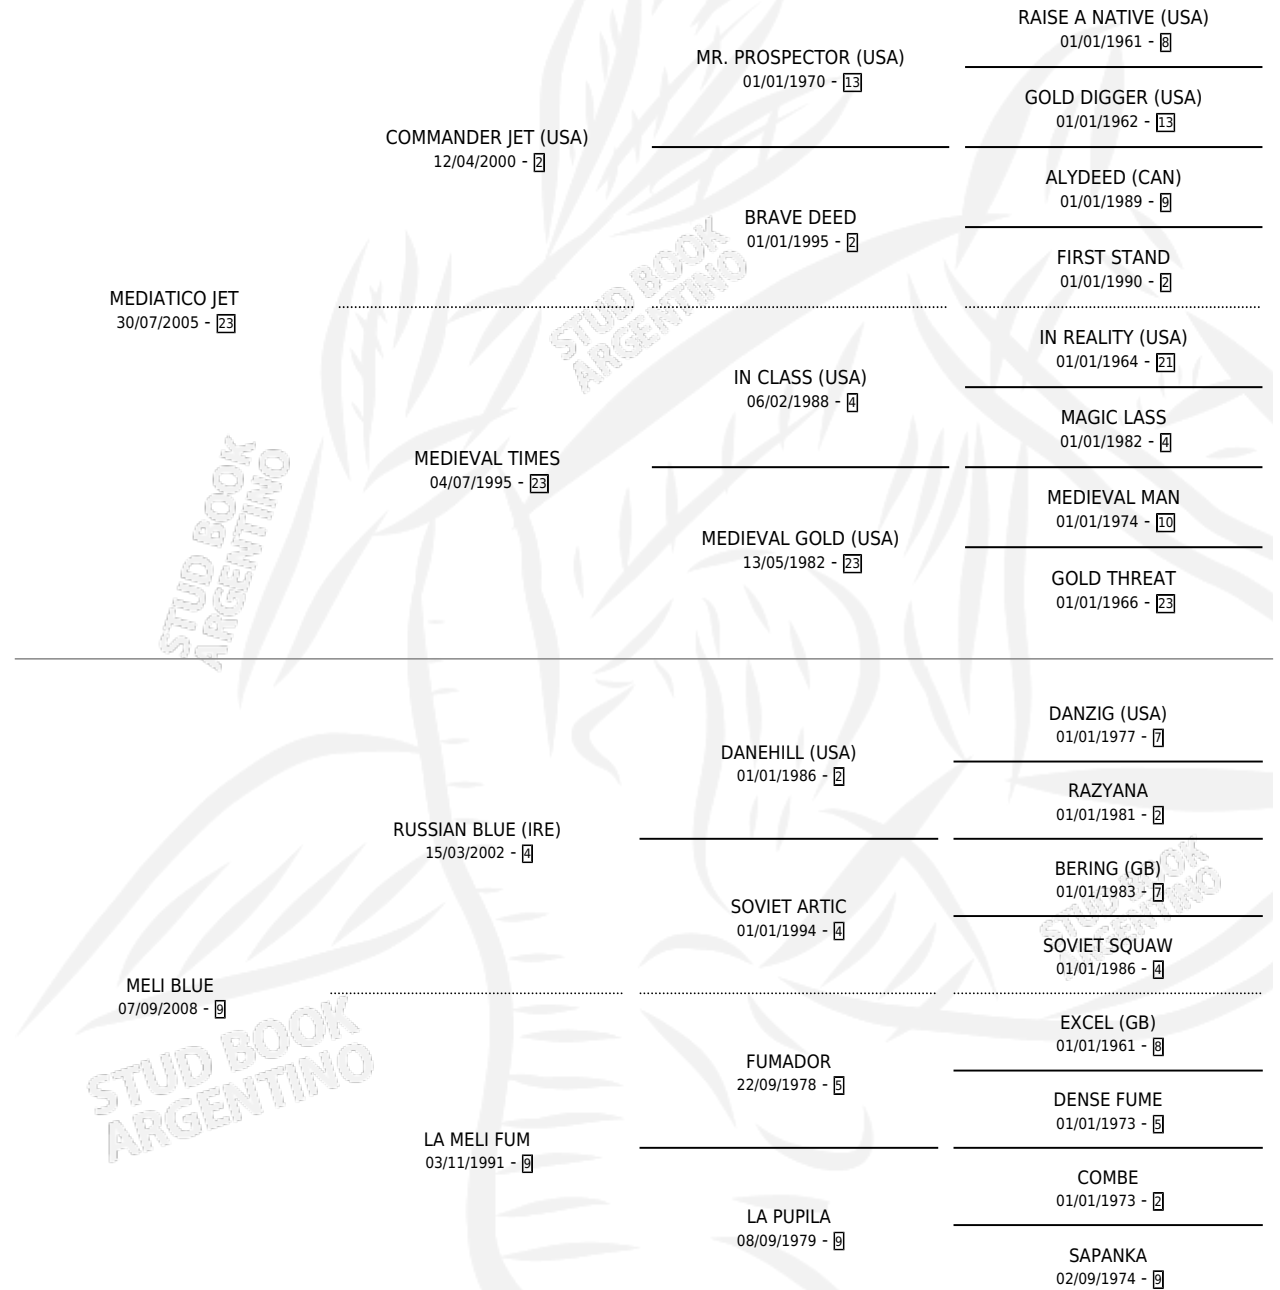 RAISE A NATIVE (USA)
01/01/1961 - 8
MR. PROSPECTOR (USA)
01/01/1970 - 13
GOLD DIGGER (USA)
01/01/1962 - 13
COMMANDER JET (USA)
12/04/2000 - 2
ALYDEED (CAN)
01/01/1989 - 9
BRAVE DEED
01/01/1995 - 2
FIRST STAND
01/01/1990 - 2
MEDIATICO JET
30/07/2005 - 23
IN REALITY (USA)
01/01/1964 - 21
IN CLASS (USA)
06/02/1988 - 4
MAGIC LASS
01/01/1982 - 4
MEDIEVAL TIMES
04/07/1995 - 23
MEDIEVAL MAN
01/01/1974 - 10
MEDIEVAL GOLD (USA)
13/05/1982 - 23
GOLD THREAT
01/01/1966 - 23
DANZIG (USA)
01/01/1977 - 7
DANEHILL (USA)
01/01/1986 - 2
RAZYANA
01/01/1981 - 2
RUSSIAN BLUE (IRE)
15/03/2002 - 4
BERING (GB)
01/01/1983 - 7
SOVIET ARTIC
01/01/1994 - 4
SOVIET SQUAW
01/01/1986 - 4
MELI BLUE
07/09/2008 - 9
EXCEL (GB)
01/01/1961 - 8
FUMADOR
22/09/1978 - 5
DENSE FUME
01/01/1973 - 5
LA MELI FUM
03/11/1991 - 9
COMBE
01/01/1973 - 2
LA PUPILA
08/09/1979 - 9
SAPANKA
02/09/1974 - 9
STUD BOOK
ARGENTINO
STUD BOOK
ARGENTINO
STUD BOOK
ARGENTINO
STUD BOOK
ARGENTINO